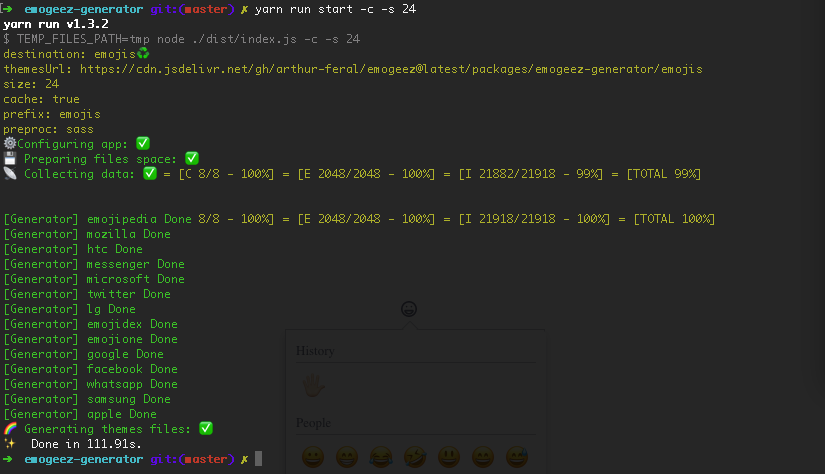 [➜ emogeez-generator git:(master) ✗ yarn run start -c -s 24
yarn run v1.3.2
$ TEMP_FILES_PATH=tmp node ./dist/index.js -c -s 24
destination: emojis♻
themesUrl: https://cdn.jsdelivr.net/gh/arthur-feral/emogeez@latest/packages/emogeez-generator/emojis
size: 24
cache: true
prefix: emojis
preproc: sass
⚙Configuring app: ✅
💾 Preparing files space: ✅
📡 Collecting data: ✅ = [C 8/8 - 100%] = [E 2048/2048 - 100%] = [I 21882/21918 - 99%] = [TOTAL 99%]
[Generator] emojipedia Done 8/8 - 100%] = [E 2048/2048 - 100%] = [I 21918/21918 - 100%] = [TOTAL 100%]
[Generator] mozilla Done
[Generator] htc Done
[Generator] messenger Done
[Generator] microsoft Done
[Generator] twitter Done
[Generator] lg Done
[Generator] emojidex Done
[Generator] emojione Done
[Generator] google Done
[Generator] facebook Done
[Generator] whatsapp Done
[Generator] samsung Done
[Generator] apple Done
🌈 Generating themes files: ✅
✨ Done in 111.91s.
➜ emogeez-generator git:(master) ✗
History
People